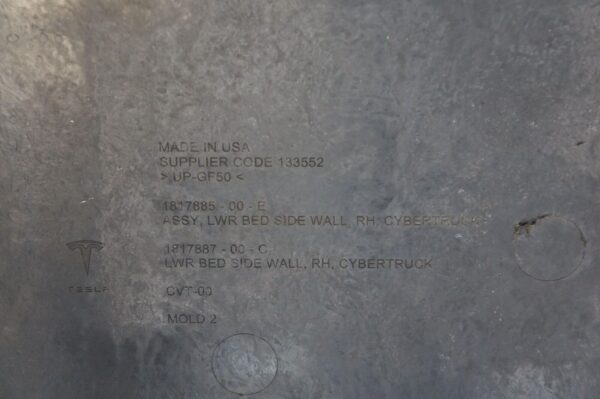 MADE IN USA
SUPPLIER CODE 133552
> UP-GF50 <
1817885 - 00 - E
ASSY, LWR BED SIDE WALL, RH, CYBERTRUCK
1817887 - 00 - C
LWR BED SIDE WALL, RH, CYBERTRUCK
TESLA
CVT-00
MOLD 2